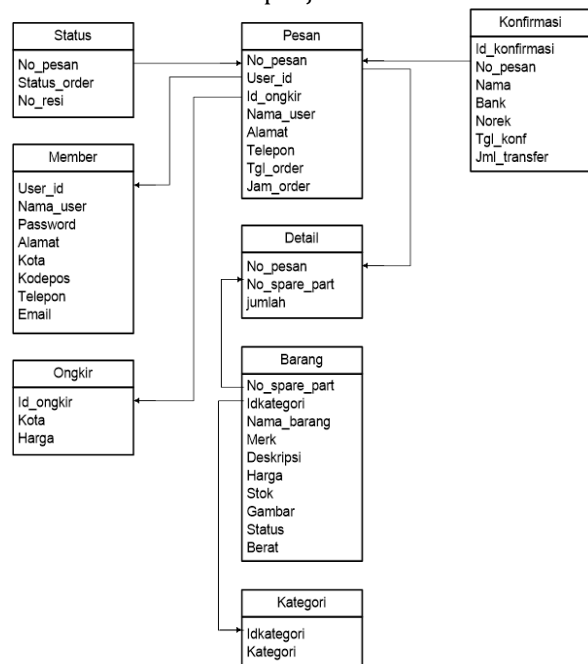 Status
No_pesan
Status_order
No_resi
Member
User_id
Nama_user
Password
Alamat
Kota
Kodepos
Telepon
Email
Ongkir
Id_ongkir
Kota
Harga
Pesan
No_pesan
User_id
Id_ongkir
Nama_user
Alamat
Telepon
Tgl_order
Jam_order
Detail
No_pesan
No_spare_part
jumlah
Barang
No_spare_part
Idkategori
Nama_barang
Merk
Deskripsi
Harga
Stok
Gambar
Status
Berat
Kategori
Idkategori
Kategori
Konfirmasi
Id_konfirmasi
No_pesan
Nama
Bank
Norek
Tgl_konf
Jml_transfer